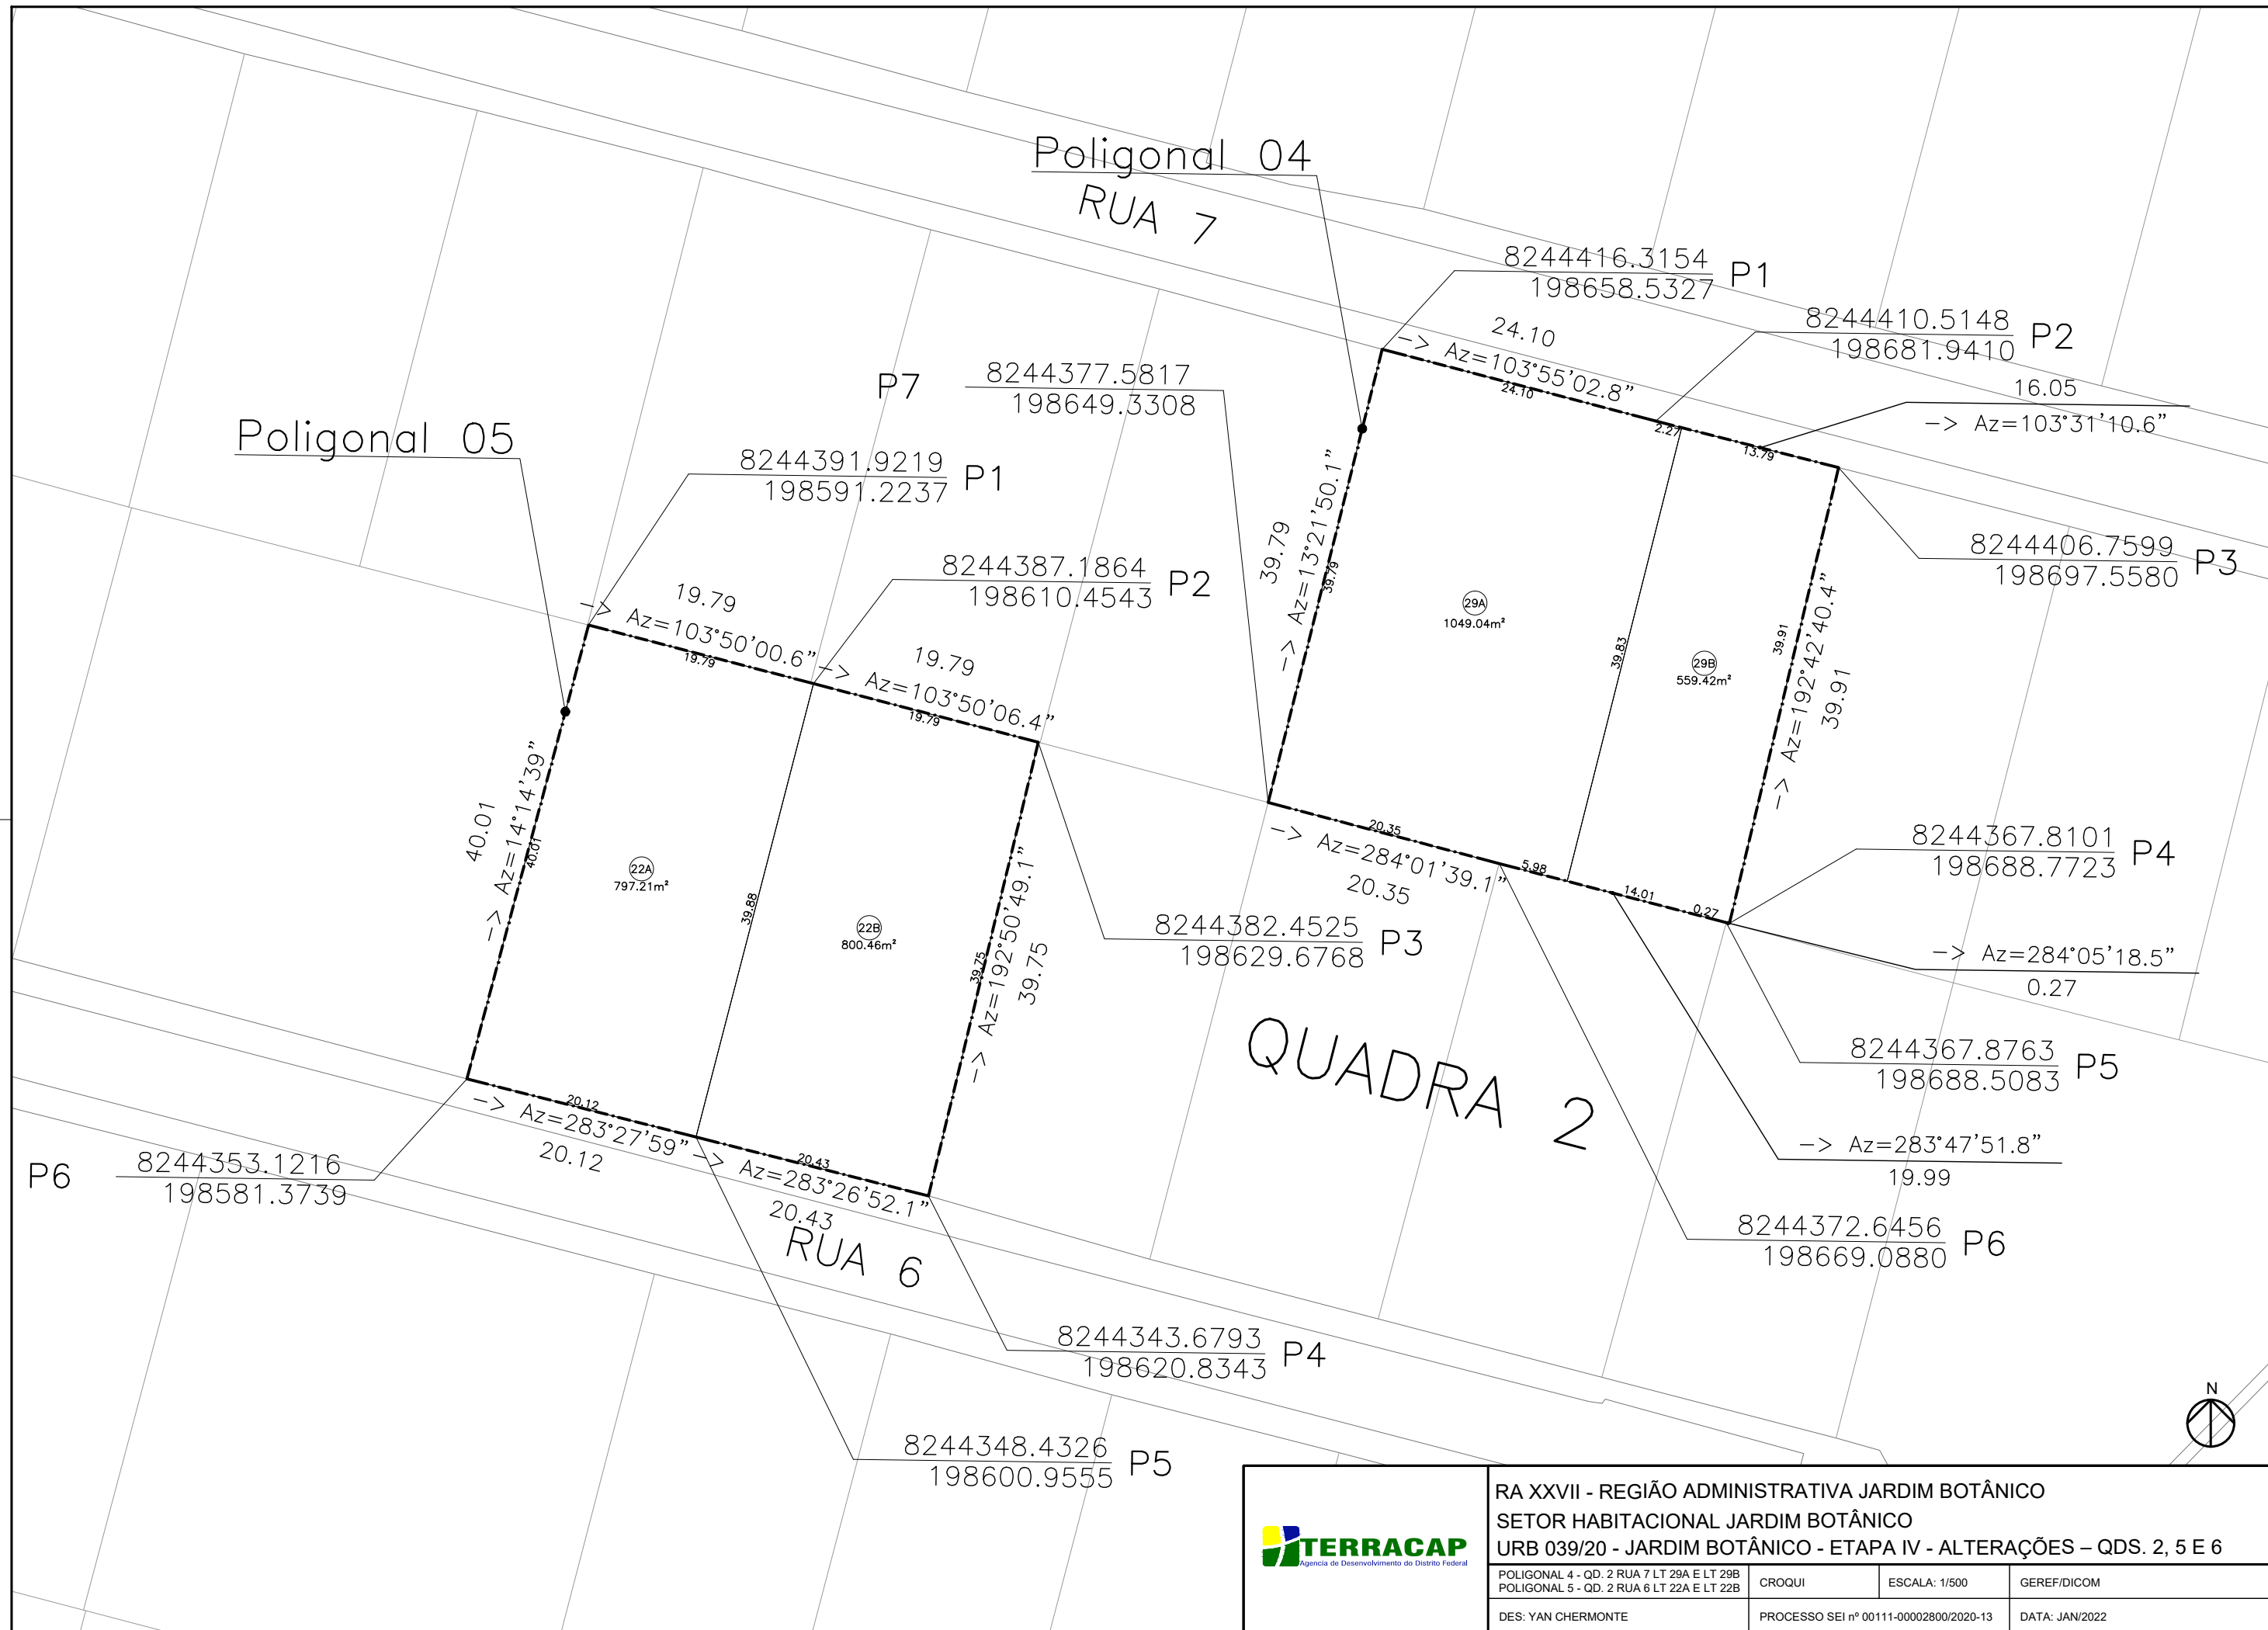 Poligonal 04
RUA 7
8244416.3154
198658.5327
P1
24.10
-> Az=103°55'02.8"
24.10
8244410.5148
198681.9410
P2
16.05
-> Az=103°31'10.6"
2.27
13.79
P7
8244377.5817
198649.3308
Poligonal 05
8244391.9219
198591.2237
P1
39.79
-> Az=13°21'50.1"
39.79
8244406.7599
198697.5580
P3
8244387.1864
198610.4543
P2
19.79
-> Az=103°50'00.6"
19.79
19.79
-> Az=103°50'06.4"
19.79
29A
1049.04m²
39.83
29B
559.42m²
39.91
-> Az=192°42'40.4"
39.91
40.01
-> Az=14°14'39"
40.01
22A
797.21m²
39.88
22B
800.46m²
39.75
-> Az=192°50'49.1"
39.75
20.35
-> Az=284°01'39.1"
20.35
5.98
14.01
0.27
8244367.8101
198688.7723
P4
8244382.4525
198629.6768
P3
-> Az=284°05'18.5"
0.27
QUADRA 2
8244367.8763
198688.5083
P5
-> Az=283°47'51.8"
19.99
20.12
-> Az=283°27'59"
20.12
20.43
-> Az=283°26'52.1"
20.43
P6
8244353.1216
198581.3739
RUA 6
8244372.6456
198669.0880
P6
8244343.6793
198620.8343
P4
8244348.4326
198600.9555
P5
N
TERRACAP
Agencia de Desenvolvimento do Distrito Federal
RA XXVII - REGIÃO ADMINISTRATIVA JARDIM BOTÂNICO
SETOR HABITACIONAL JARDIM BOTÂNICO
URB 039/20 - JARDIM BOTÂNICO - ETAPA IV - ALTERAÇÕES – QDS. 2, 5 E 6
POLIGONAL 4 - QD. 2 RUA 7 LT 29A E LT 29B
POLIGONAL 5 - QD. 2 RUA 6 LT 22A E LT 22B
CROQUI
ESCALA: 1/500
GEREF/DICOM
DES: YAN CHERMONTE
PROCESSO SEI nº 00111-00002800/2020-13
DATA: JAN/2022